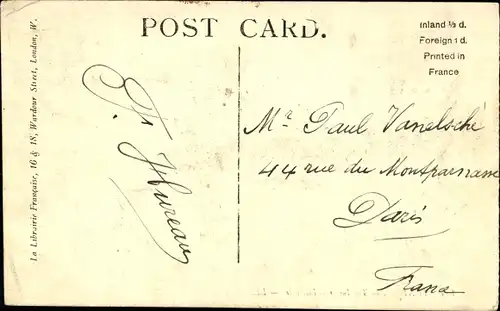 POST CARD.
Inland ½ d.
Foreign 1 d.
Printed in
France
La Librairie Française, 16 & 18, Wardour Street, London, W.
Mr Paul Vanelsché
44 rue du Montparnasse
Paris
France